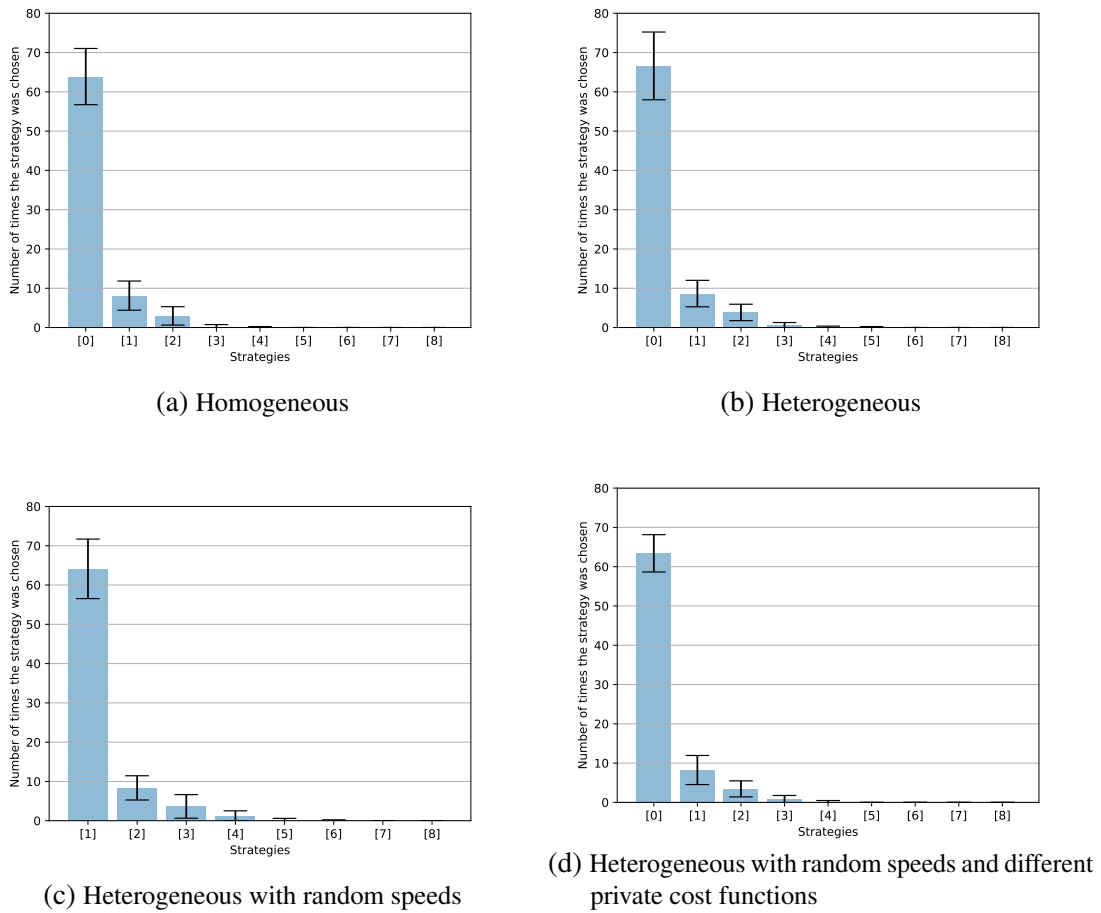 80
70
60
50
40
30
20
10
0
Number of times the strategy was chosen
[0] [1] [2] [3] [4] [5] [6] [7] [8]
Strategies
(a) Homogeneous
80
70
60
50
40
30
20
10
0
Number of times the strategy was chosen
[0] [1] [2] [3] [4] [5] [6] [7] [8]
Strategies
(b) Heterogeneous
80
70
60
50
40
30
20
10
0
Number of times the strategy was chosen
[1] [2] [3] [4] [5] [6] [7] [8]
Strategies
(c) Heterogeneous with random speeds
80
70
60
50
40
30
20
10
0
Number of times the strategy was chosen
[0] [1] [2] [3] [4] [5] [6] [7] [8]
Strategies
(d) Heterogeneous with random speeds and different
private cost functions